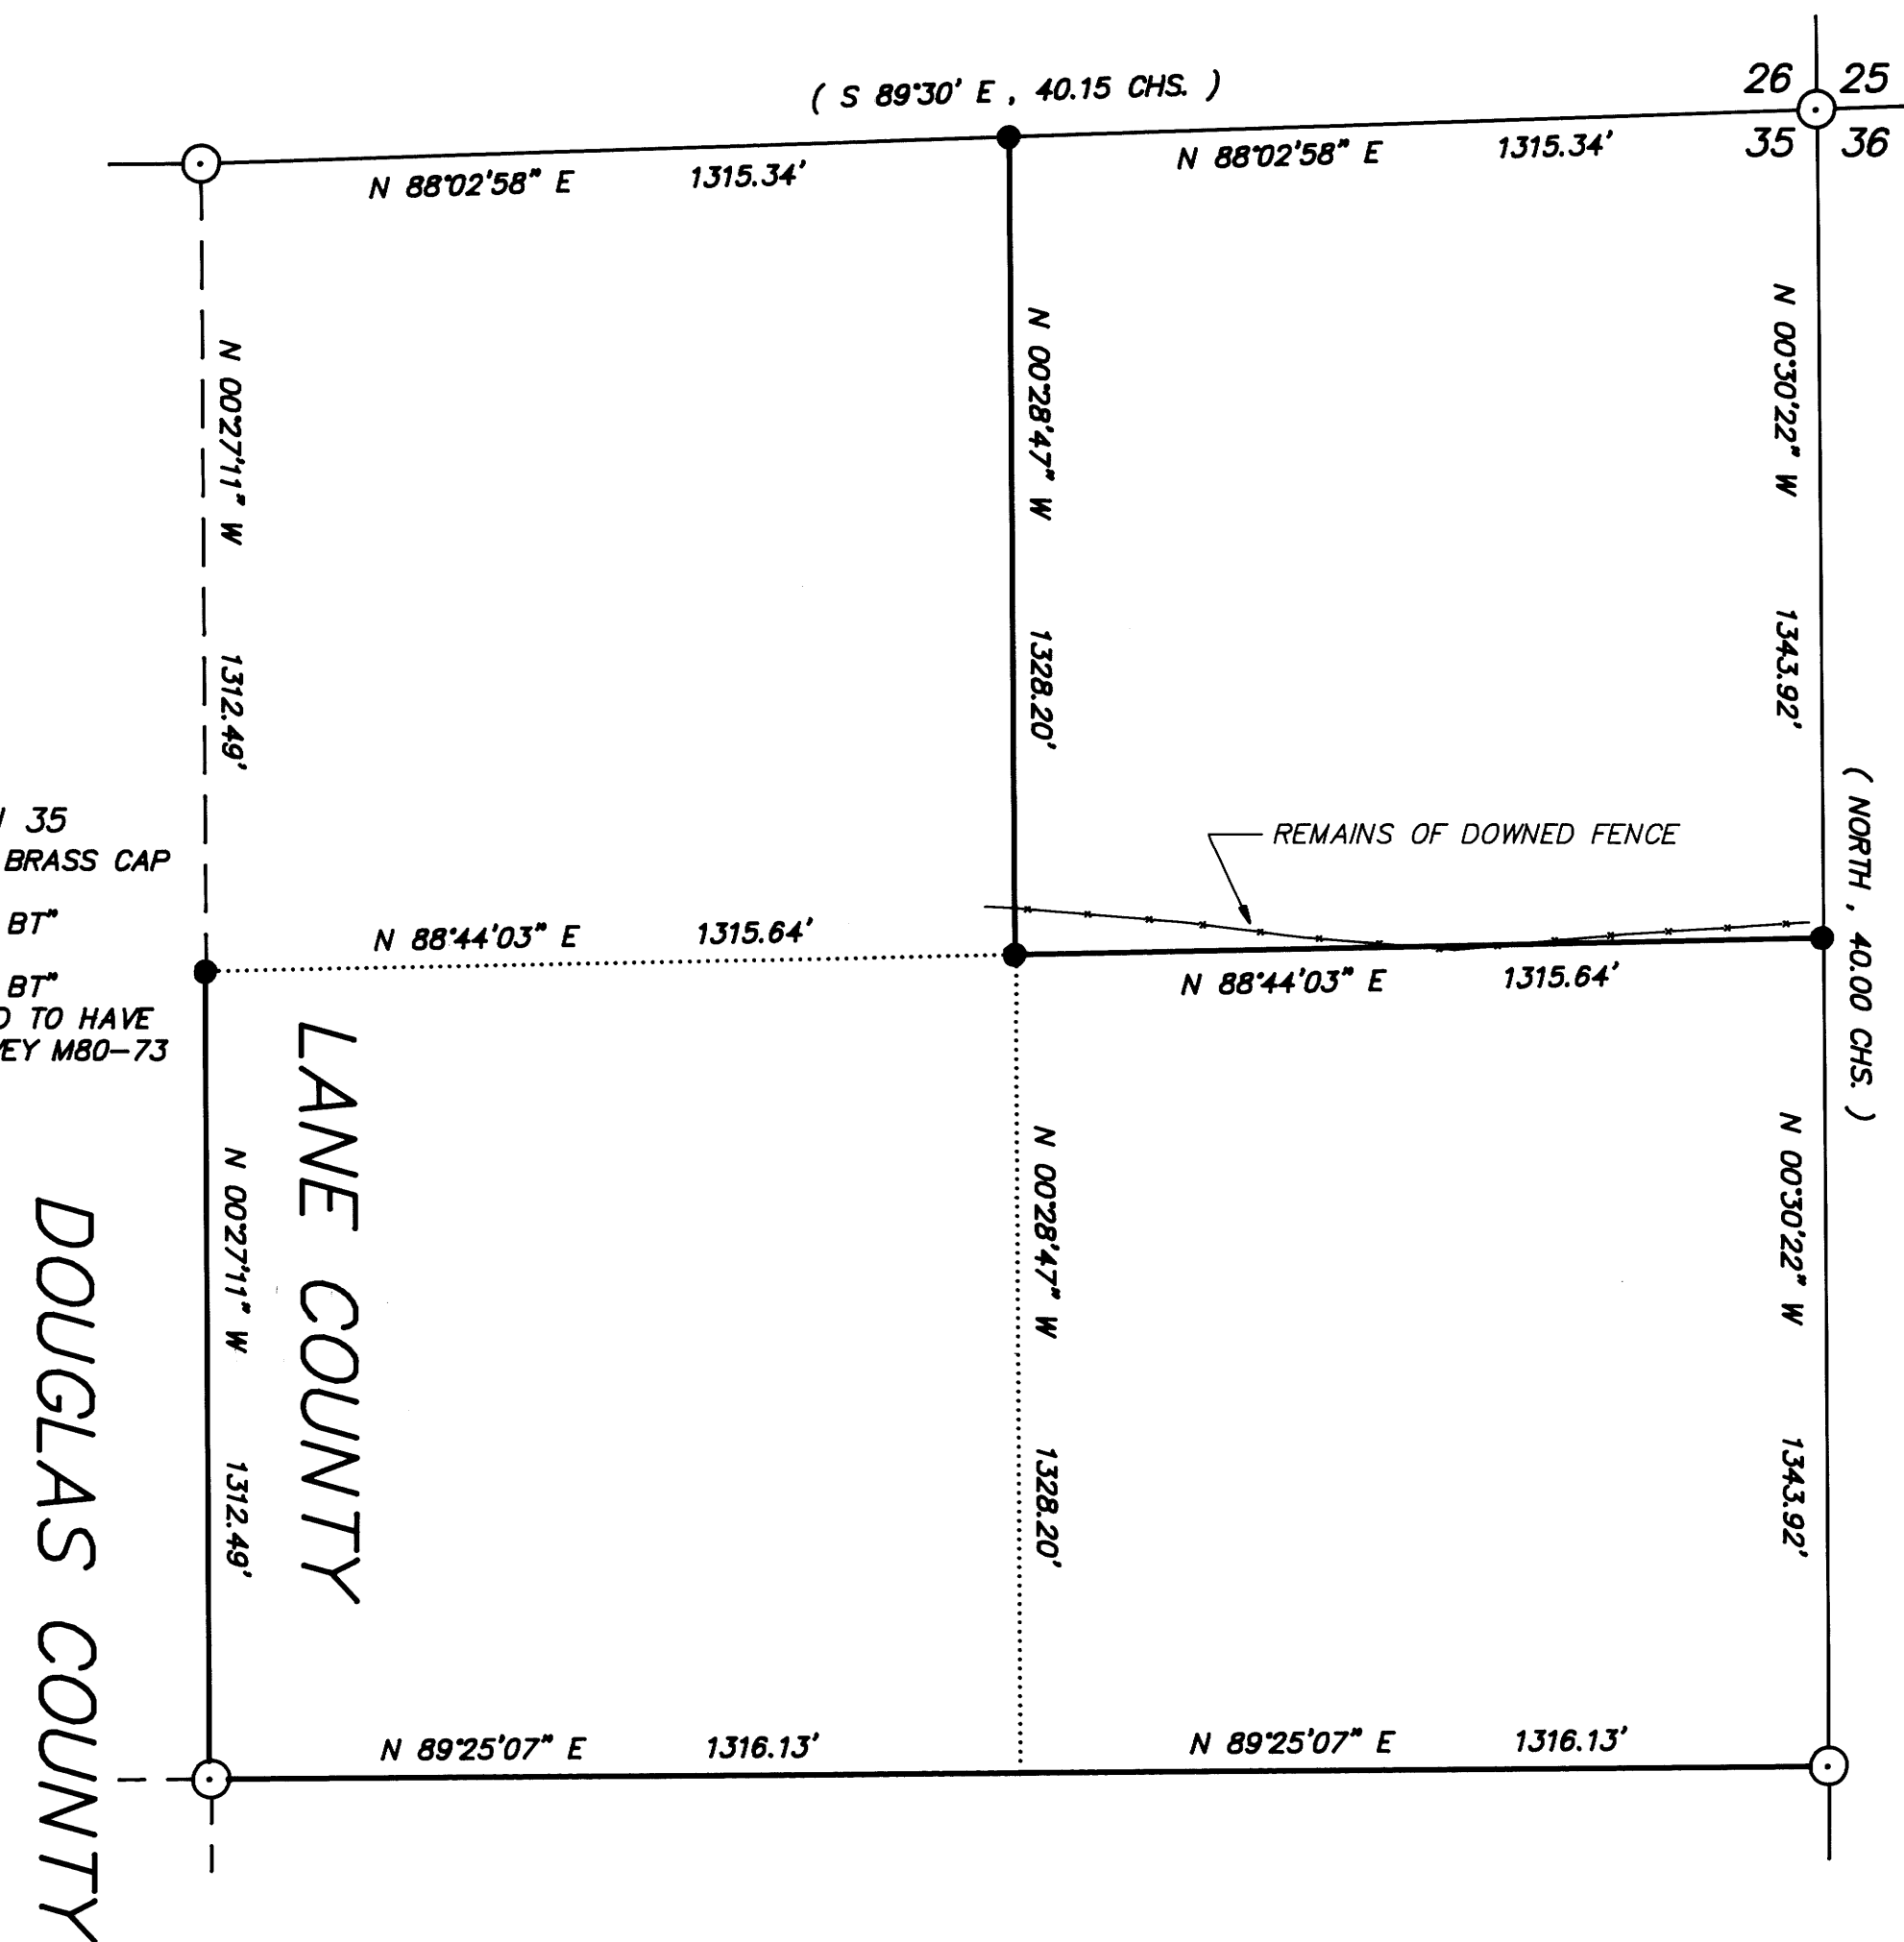 ( S 89°30' E , 40.15 CHS. )
26 25
35 36
N 88°02'58" E 1315.34'
N 88°02'58" E 1315.34'
N 00°27'11" W 1312.49'
N 00°28'47" W 1328.20'
N 00°30'22" W 1343.92'
( NORTH , 40.00 CHS. )
35
BRASS CAP
BT"
BT"
TO HAVE
M80-73
REMAINS OF DOWNED FENCE
N 88°44'03" E 1315.64'
N 88°44'03" E 1315.64'
LANE COUNTY
DOUGLAS COUNTY
N 00°27'11" W 1312.49'
N 00°28'47" W 1328.20'
N 00°30'22" W 1343.92'
N 89°25'07" E 1316.13'
N 89°25'07" E 1316.13'